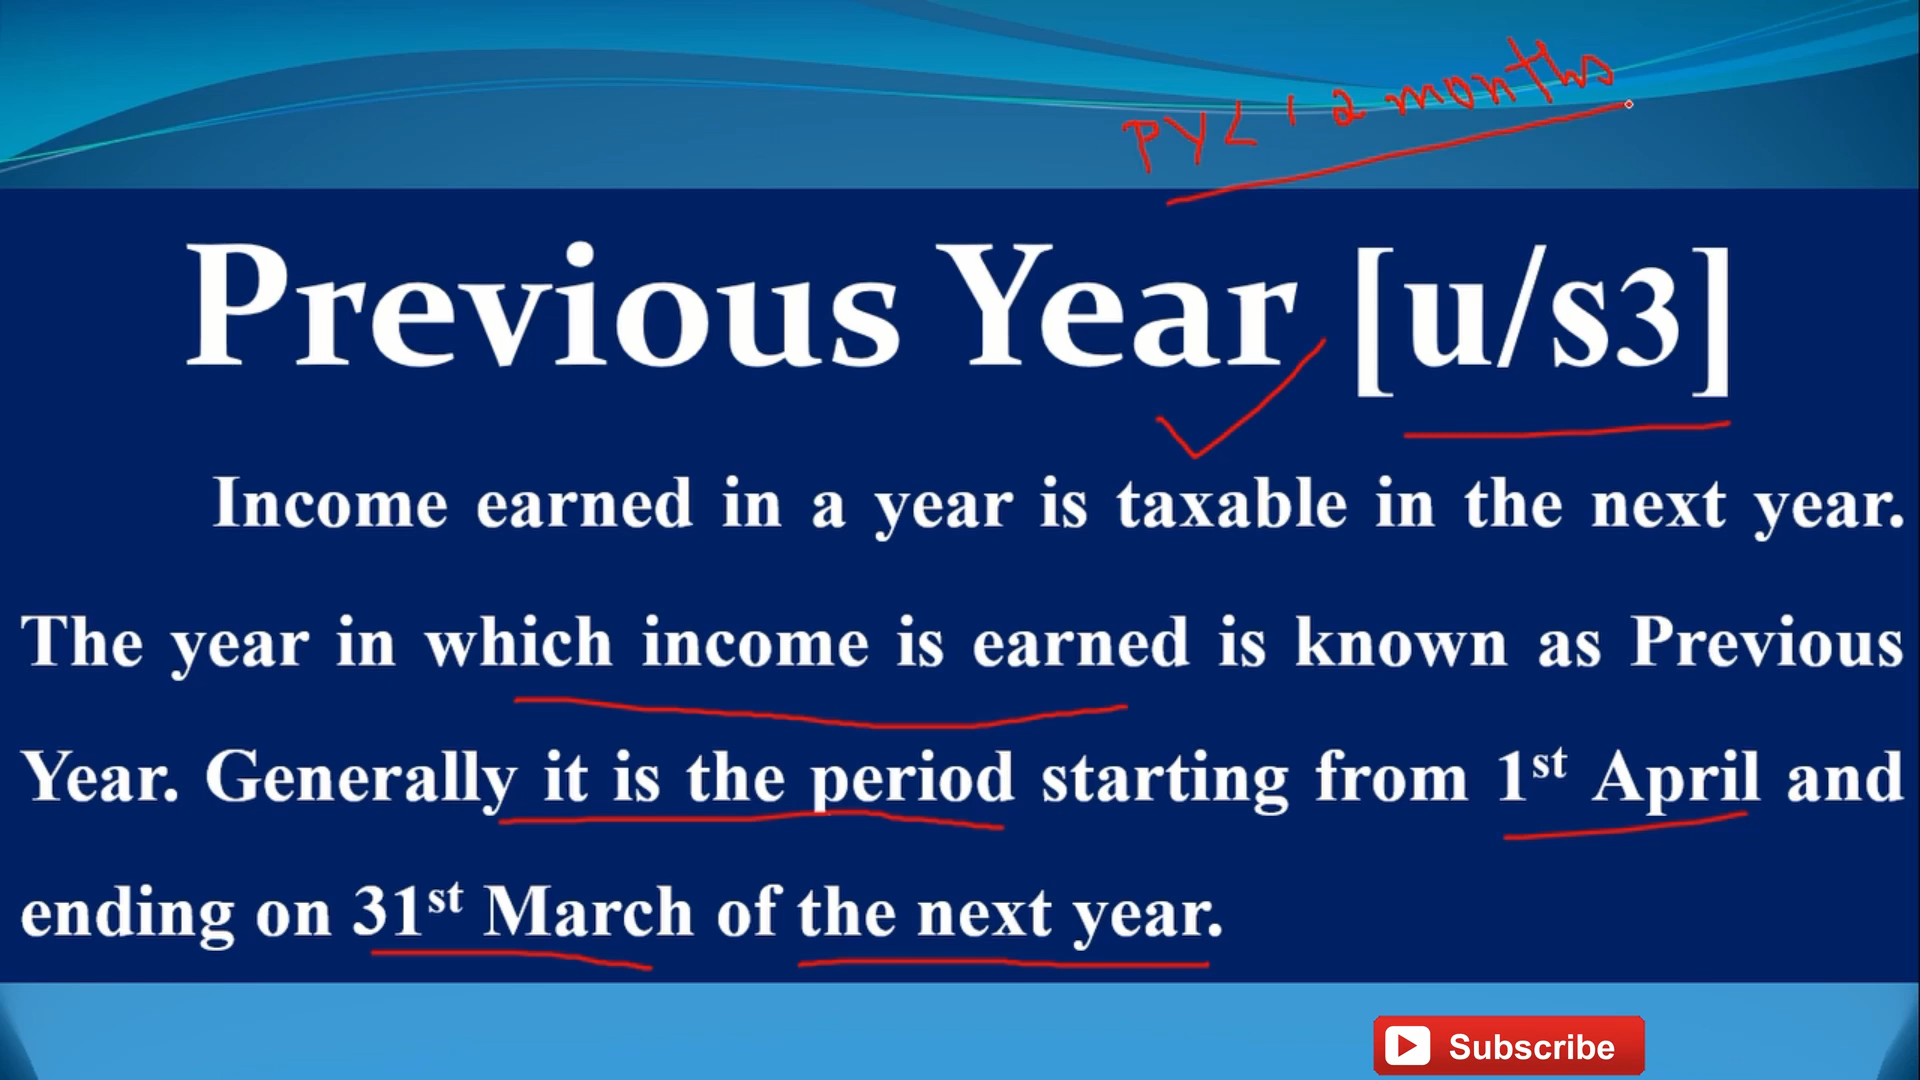 PY < 12 months
Previous Year [u/s3]
Income earned in a year is taxable in the next year.
The year in which income is earned is known as Previous
Year. Generally it is the period starting from 1st April and
ending on 31st March of the next year.
Subscribe